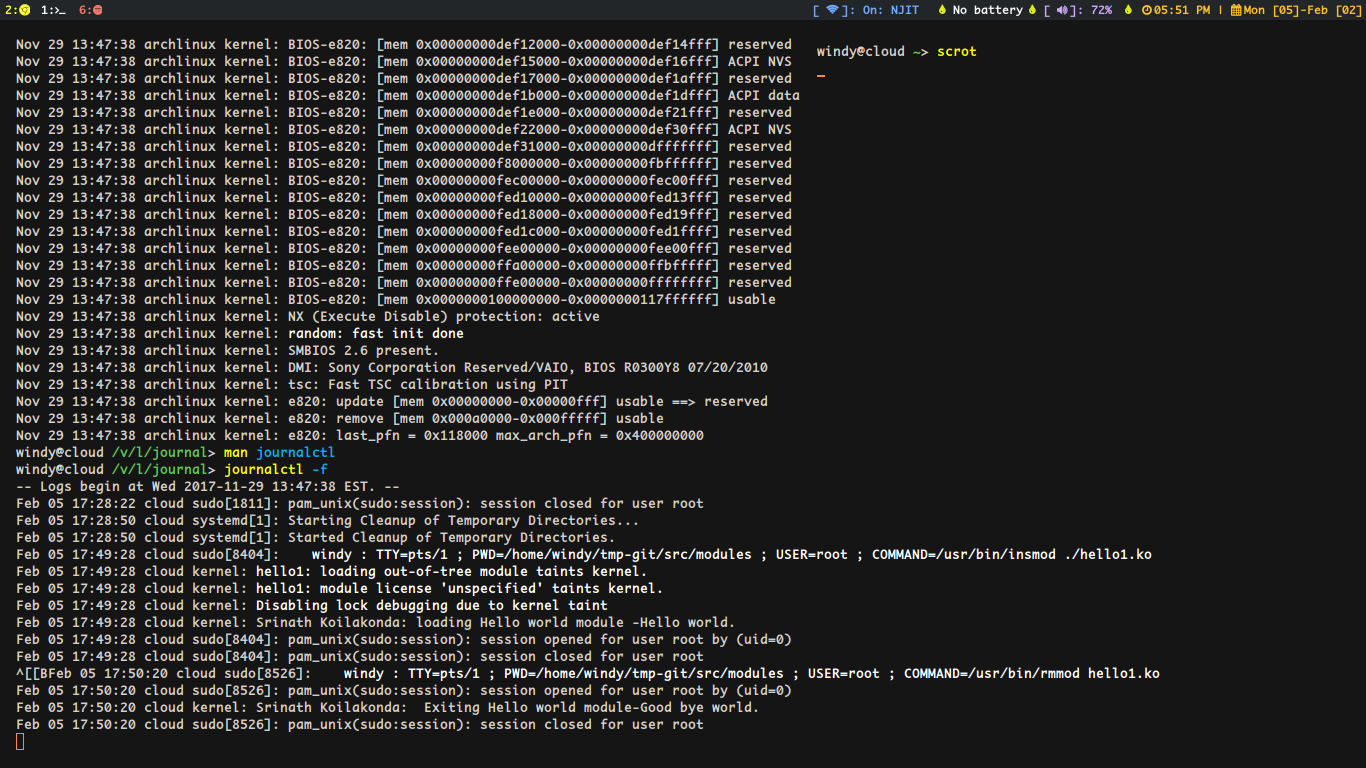 2: 1:>_ 6: [ ]: On: NJIT No battery [ ]: 72% 05:51 PM | Mon [05]-Feb [02]
Nov 29 13:47:38 archlinux kernel: BIOS-e820: [mem 0x00000000def12000-0x00000000def14fff] reserved
Nov 29 13:47:38 archlinux kernel: BIOS-e820: [mem 0x00000000def15000-0x00000000def16fff] ACPI NVS
Nov 29 13:47:38 archlinux kernel: BIOS-e820: [mem 0x00000000def17000-0x00000000def1afff] reserved
Nov 29 13:47:38 archlinux kernel: BIOS-e820: [mem 0x00000000def1b000-0x00000000def1dfff] ACPI data
Nov 29 13:47:38 archlinux kernel: BIOS-e820: [mem 0x00000000def1e000-0x00000000def21fff] reserved
Nov 29 13:47:38 archlinux kernel: BIOS-e820: [mem 0x00000000def22000-0x00000000def30fff] ACPI NVS
Nov 29 13:47:38 archlinux kernel: BIOS-e820: [mem 0x00000000def31000-0x00000000dfffffff] reserved
Nov 29 13:47:38 archlinux kernel: BIOS-e820: [mem 0x00000000f8000000-0x00000000fbffffff] reserved
Nov 29 13:47:38 archlinux kernel: BIOS-e820: [mem 0x00000000fec00000-0x00000000fec00fff] reserved
Nov 29 13:47:38 archlinux kernel: BIOS-e820: [mem 0x00000000fed10000-0x00000000fed13fff] reserved
Nov 29 13:47:38 archlinux kernel: BIOS-e820: [mem 0x00000000fed18000-0x00000000fed19fff] reserved
Nov 29 13:47:38 archlinux kernel: BIOS-e820: [mem 0x00000000fed1c000-0x00000000fed1ffff] reserved
Nov 29 13:47:38 archlinux kernel: BIOS-e820: [mem 0x00000000fee00000-0x00000000fee00fff] reserved
Nov 29 13:47:38 archlinux kernel: BIOS-e820: [mem 0x00000000ffa00000-0x00000000ffbfffff] reserved
Nov 29 13:47:38 archlinux kernel: BIOS-e820: [mem 0x00000000ffe00000-0x00000000ffffffff] reserved
Nov 29 13:47:38 archlinux kernel: BIOS-e820: [mem 0x0000000100000000-0x0000000117ffffff] usable
Nov 29 13:47:38 archlinux kernel: NX (Execute Disable) protection: active
Nov 29 13:47:38 archlinux kernel: random: fast init done
Nov 29 13:47:38 archlinux kernel: SMBIOS 2.6 present.
Nov 29 13:47:38 archlinux kernel: DMI: Sony Corporation Reserved/VAIO, BIOS R0300Y8 07/20/2010
Nov 29 13:47:38 archlinux kernel: tsc: Fast TSC calibration using PIT
Nov 29 13:47:38 archlinux kernel: e820: update [mem 0x00000000-0x00000fff] usable ==> reserved
Nov 29 13:47:38 archlinux kernel: e820: remove [mem 0x000a0000-0x000fffff] usable
Nov 29 13:47:38 archlinux kernel: e820: last_pfn = 0x118000 max_arch_pfn = 0x400000000
windy@cloud /v/l/journal> man journalctl
windy@cloud /v/l/journal> journalctl -f
-- Logs begin at Wed 2017-11-29 13:47:38 EST. --
Feb 05 17:28:22 cloud sudo[1811]: pam_unix(sudo:session): session closed for user root
Feb 05 17:28:50 cloud systemd[1]: Starting Cleanup of Temporary Directories...
Feb 05 17:28:50 cloud systemd[1]: Started Cleanup of Temporary Directories.
Feb 05 17:49:28 cloud sudo[8404]:    windy : TTY=pts/1 ; PWD=/home/windy/tmp-git/src/modules ; USER=root ; COMMAND=/usr/bin/insmod ./hello1.ko
Feb 05 17:49:28 cloud kernel: hello1: loading out-of-tree module taints kernel.
Feb 05 17:49:28 cloud kernel: hello1: module license 'unspecified' taints kernel.
Feb 05 17:49:28 cloud kernel: Disabling lock debugging due to kernel taint
Feb 05 17:49:28 cloud kernel: Srinath Koilakonda: loading Hello world module -Hello world.
Feb 05 17:49:28 cloud sudo[8404]: pam_unix(sudo:session): session opened for user root by (uid=0)
Feb 05 17:49:28 cloud sudo[8404]: pam_unix(sudo:session): session closed for user root
^[[BFeb 05 17:50:20 cloud sudo[8526]:    windy : TTY=pts/1 ; PWD=/home/windy/tmp-git/src/modules ; USER=root ; COMMAND=/usr/bin/rmmod hello1.ko
Feb 05 17:50:20 cloud sudo[8526]: pam_unix(sudo:session): session opened for user root by (uid=0)
Feb 05 17:50:20 cloud kernel: Srinath Koilakonda:  Exiting Hello world module-Good bye world.
Feb 05 17:50:20 cloud sudo[8526]: pam_unix(sudo:session): session closed for user root
windy@cloud ~> scrot